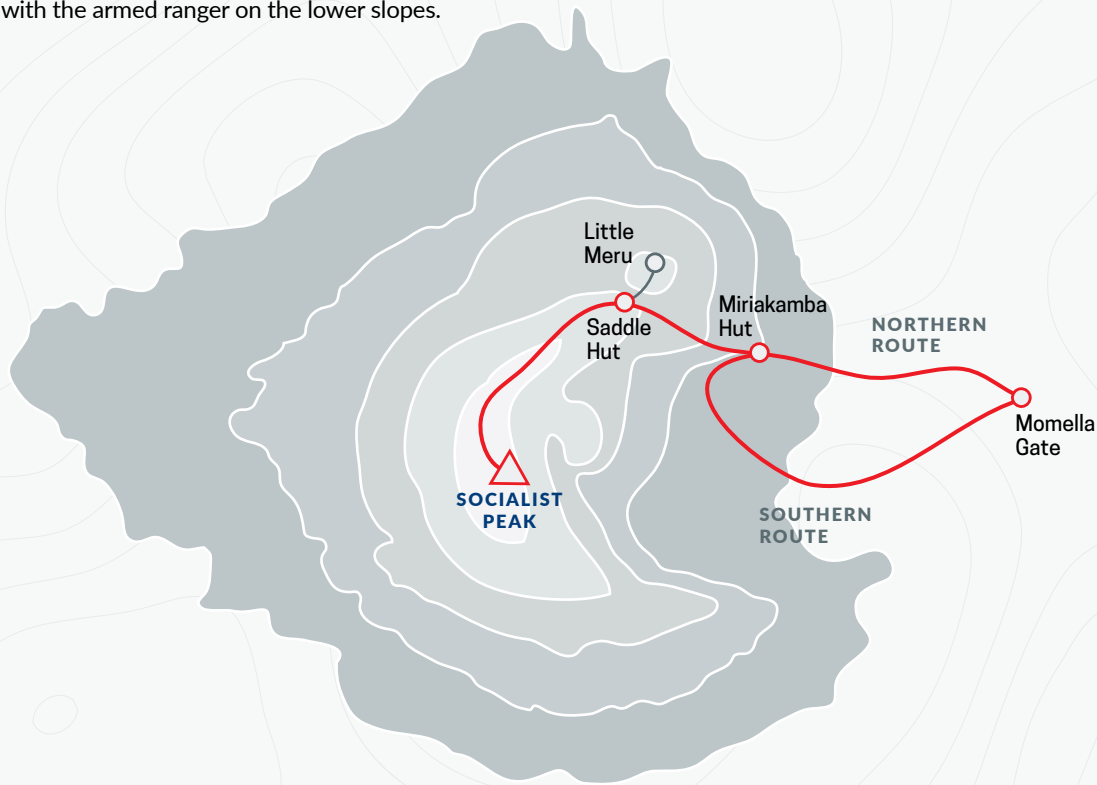 with the armed ranger on the lower slopes.
Little
Meru
Saddle
Hut
Miriakamba
Hut
NORTHERN
ROUTE
Momella
Gate
SOCIALIST
PEAK
SOUTHERN
ROUTE